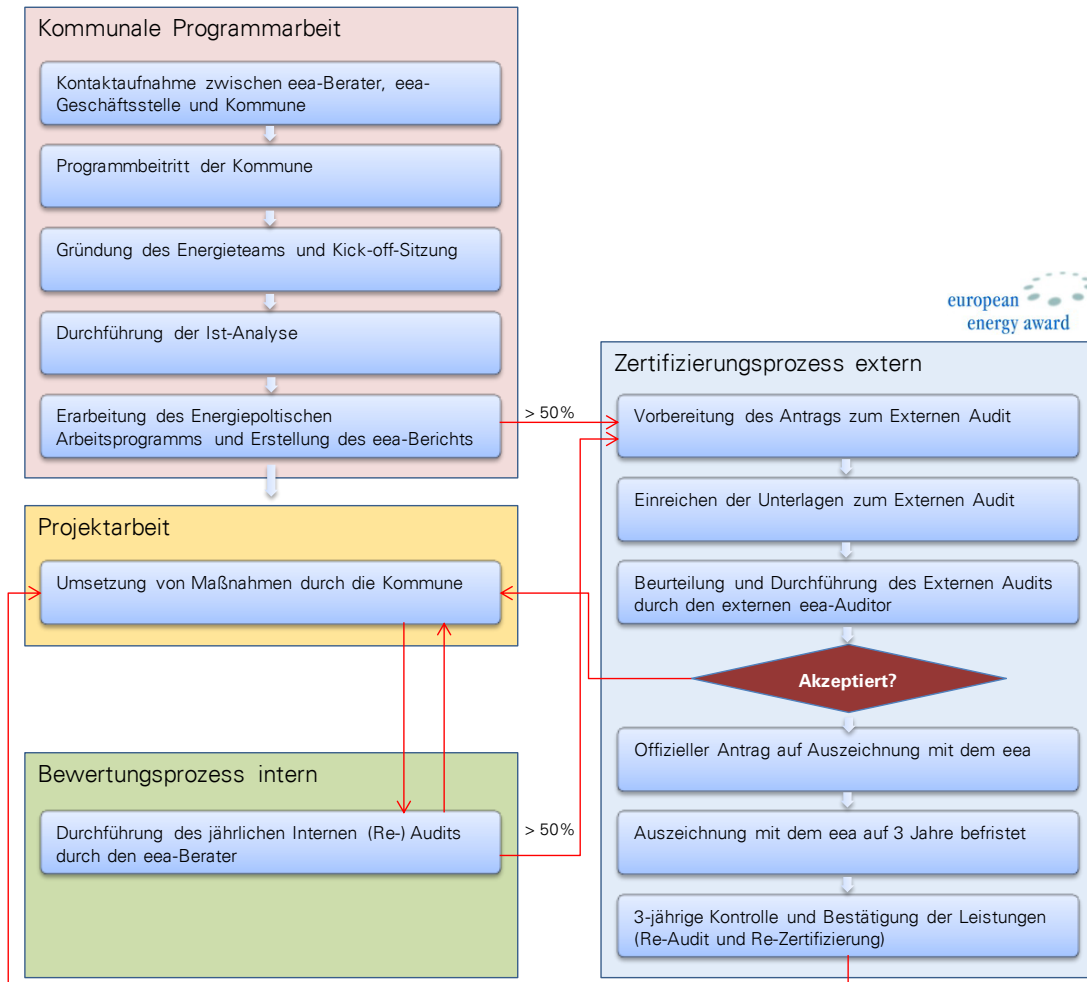 Kommunale Programmarbeit
Kontaktaufnahme zwischen eea-Berater, eea-
Geschäftsstelle und Kommune
Programmbeitritt der Kommune
Gründung des Energieteams und Kick-off-Sitzung
Durchführung der Ist-Analyse
Erarbeitung des Energiepoltischen
Arbeitsprogramms und Erstellung des eea-Berichts
> 50%
Projektarbeit
Umsetzung von Maßnahmen durch die Kommune
Bewertungsprozess intern
Durchführung des jährlichen Internen (Re-) Audits
durch den eea-Berater
> 50%
european
energy award
Zertifizierungsprozess extern
Vorbereitung des Antrags zum Externen Audit
Einreichen der Unterlagen zum Externen Audit
Beurteilung und Durchführung des Externen Audits
durch den externen eea-Auditor
Akzeptiert?
Offizieller Antrag auf Auszeichnung mit dem eea
Auszeichnung mit dem eea auf 3 Jahre befristet
3-jährige Kontrolle und Bestätigung der Leistungen
(Re-Audit und Re-Zertifizierung)